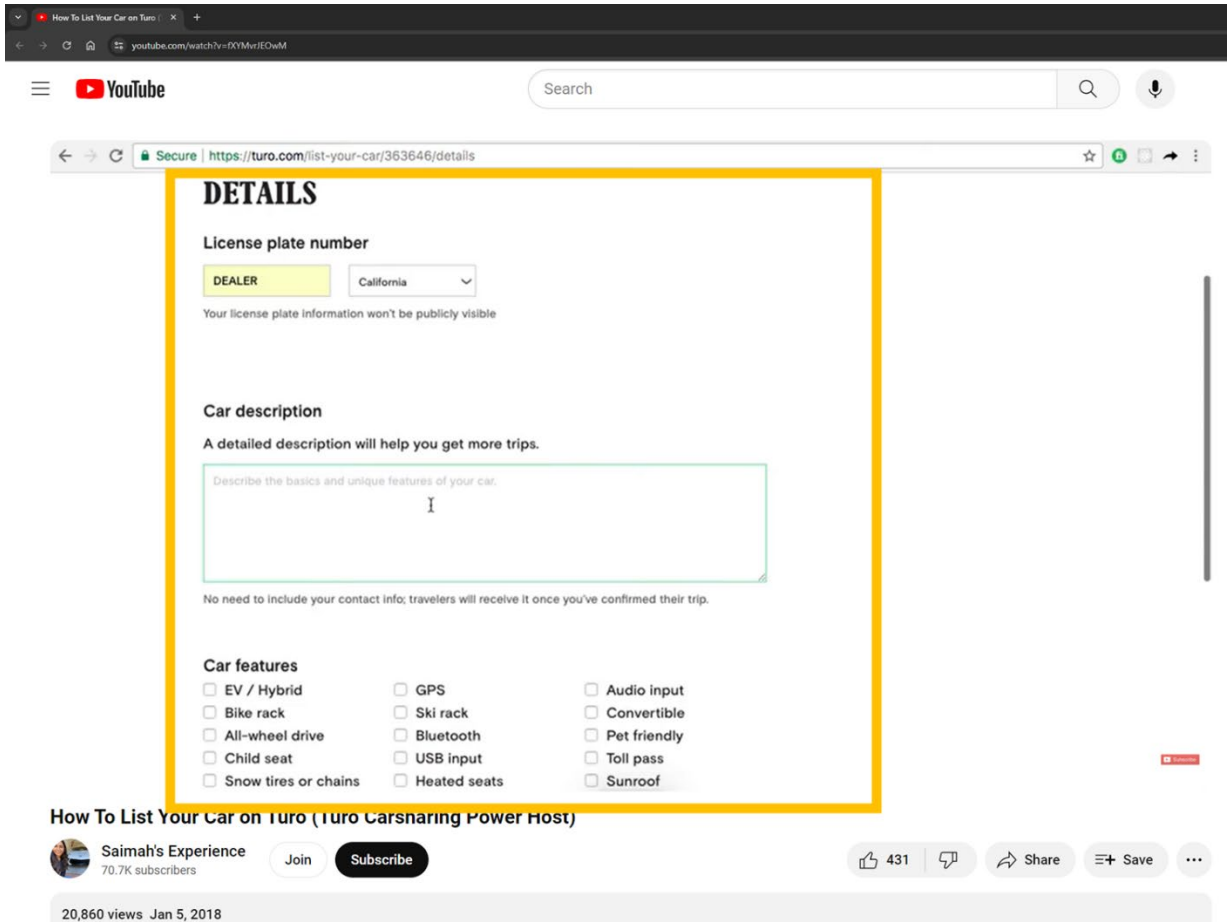 How To List Your Car on Turo (
youtube.com/watch?v=fXYMvrJEOwM
YouTube
Search
Secure | https://turo.com/list-your-car/363646/details
DETAILS
License plate number
DEALER California
Your license plate information won't be publicly visible
Car description
A detailed description will help you get more trips.
Describe the basics and unique features of your car.
No need to include your contact info; travelers will receive it once you've confirmed their trip.
Car features
EV / Hybrid GPS Audio input
Bike rack Ski rack Convertible
All-wheel drive Bluetooth Pet friendly
Child seat USB input Toll pass
Snow tires or chains Heated seats Sunroof
Subscribe
How To List Your Car on Turo (Turo Carsharing Power Host)
Saimah's Experience
70.7K subscribers
Join Subscribe 431 Share Save
20,860 views Jan 5, 2018